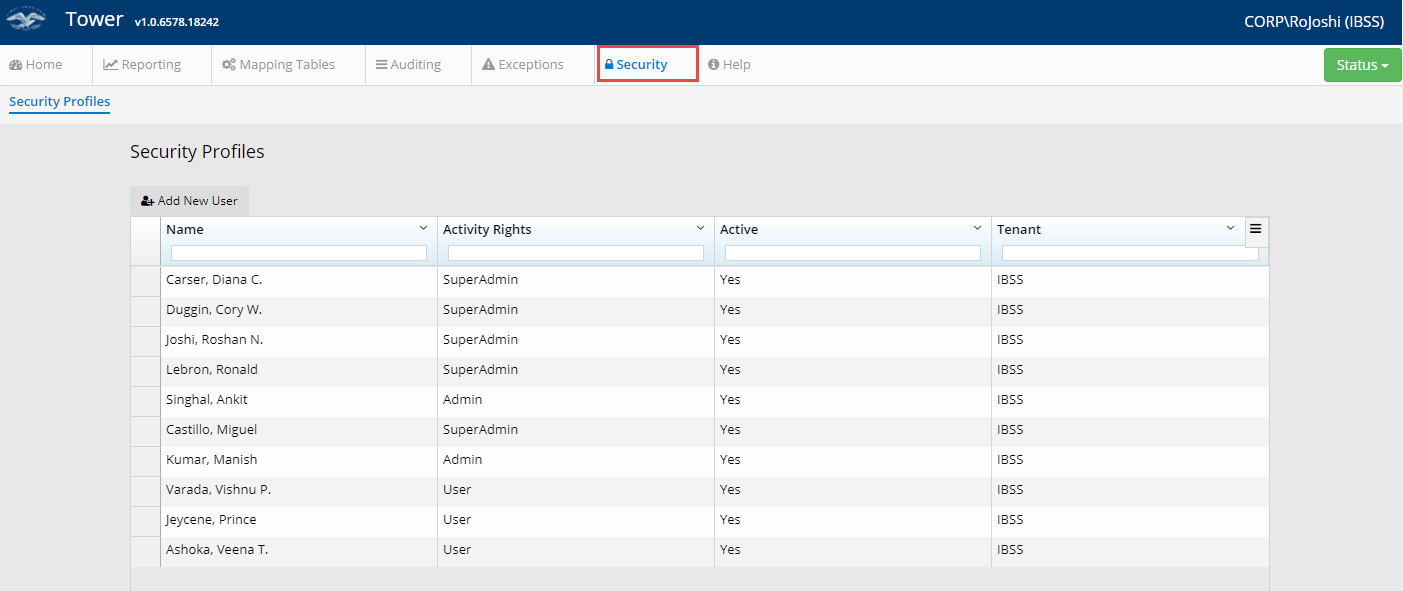 Tower v1.0.6578.18242 CORP\RoJoshi (IBSS)
Home Reporting Mapping Tables Auditing Exceptions Security Help Status
Security Profiles
Security Profiles
Add New User
Name Activity Rights Active Tenant
Carser, Diana C. SuperAdmin Yes IBSS
Duggin, Cory W. SuperAdmin Yes IBSS
Joshi, Roshan N. SuperAdmin Yes IBSS
Lebron, Ronald SuperAdmin Yes IBSS
Singhal, Ankit Admin Yes IBSS
Castillo, Miguel SuperAdmin Yes IBSS
Kumar, Manish Admin Yes IBSS
Varada, Vishnu P. User Yes IBSS
Jeycene, Prince User Yes IBSS
Ashoka, Veena T. User Yes IBSS